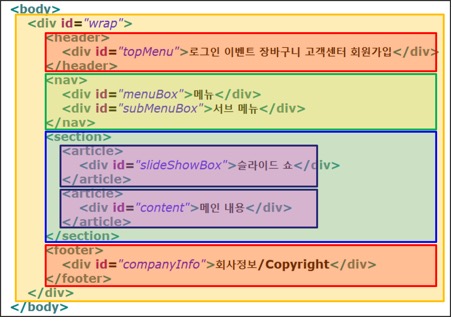 <body>
<div id="wrap">
<header>
<div id="topMenu">로그인 이벤트 장바구니 고객센터 회원가입</div>
</header>
<nav>
<div id="menuBox">메뉴</div>
<div id="subMenuBox">서브 메뉴</div>
</nav>
<section>
<article>
<div id="slideShowBox">슬라이드 쇼</div>
</article>
<article>
<div id="content">메인 내용</div>
</article>
</section>
<footer>
<div id="companyInfo">회사정보/Copyright</div>
</footer>
</div>
</body>